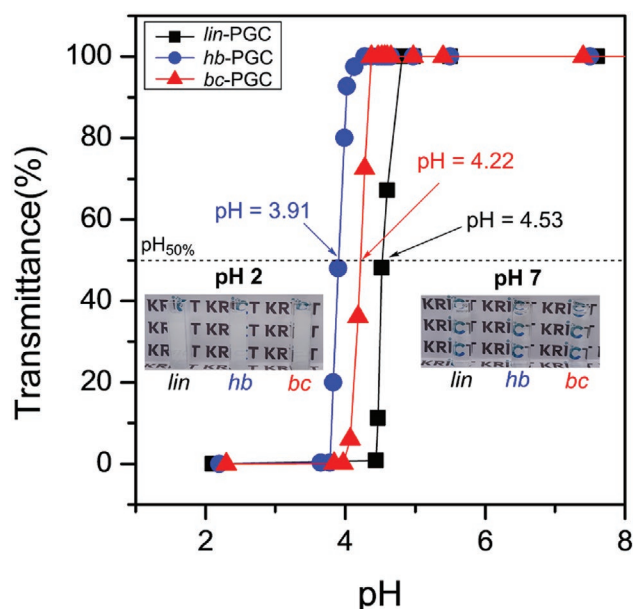 lin-PGC
hb-PGC
bc-PGC
100
80
60
40
20
0
Transmittance(%)
pH = 4.22
pH = 3.91
pH = 4.53
pH50%
pH 2
pH 7
KRICT KRICT KRICT
KRICT KRICT KRICT
KRICT KRICT KRICT
lin hb bc
lin hb bc
2 4 6 8
pH